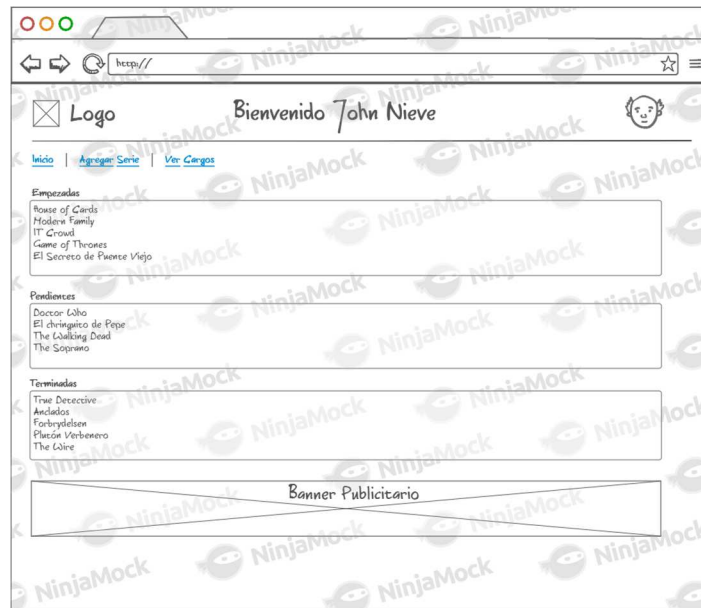 http://
Logo
Bienvenido John Nieve
Inicio | Agregar Serie | Ver Cargos
Empezadas
House of Cards
Modern Family
IT Crowd
Game of Thrones
El Secreto de Puente Viejo
Pendientes
Doctor Who
El chringuito de Pepe
The Walking Dead
The Soprano
Terminadas
True Detective
Anclados
Forbrydelsen
Plutón Verbenero
The Wire
Banner Publicitario
NinjaMock